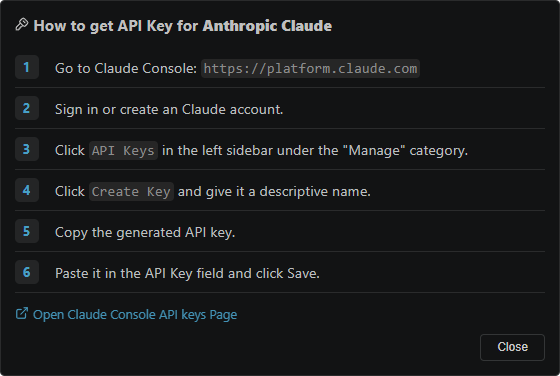 How to get API Key for Anthropic Claude
1 Go to Claude Console: https://platform.claude.com
2 Sign in or create an Claude account.
3 Click API Keys in the left sidebar under the "Manage" category.
4 Click Create Key and give it a descriptive name.
5 Copy the generated API key.
6 Paste it in the API Key field and click Save.
Open Claude Console API keys Page
Close